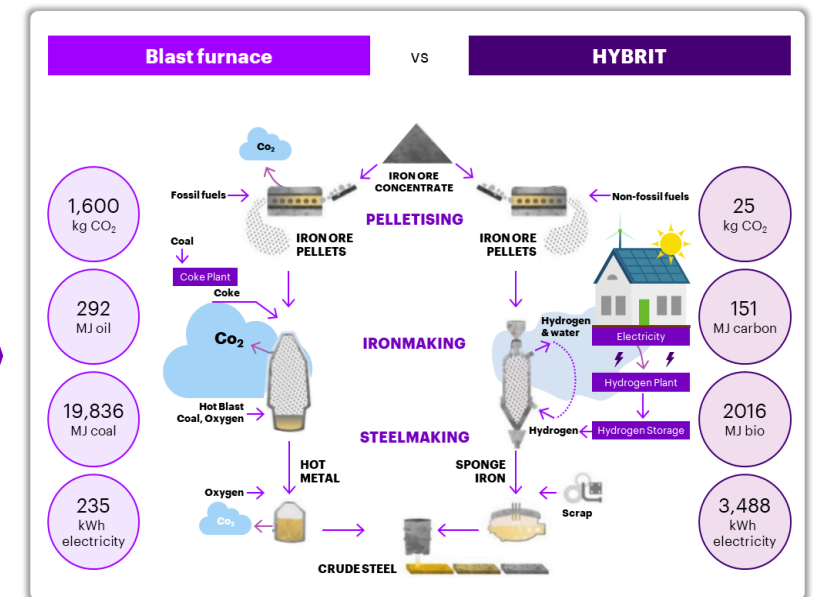 Blast furnace
vs
HYBRIT
Co₂
IRON ORE
CONCENTRATE
Fossil fuels
Non-fossil fuels
1,600
kg CO₂
25
kg CO₂
PELLETISING
IRON ORE
PELLETS
IRON ORE
PELLETS
Coal
Coke Plant
Coke
292
MJ oil
151
MJ carbon
Co₂
IRONMAKING
Hydrogen
& water
Electricity
Hydrogen Plant
19,836
MJ coal
2016
MJ bio
Hot Blast
Coal, Oxygen
Hydrogen
Hydrogen Storage
STEELMAKING
HOT
METAL
SPONGE
IRON
235
kWh
electricity
3,488
kWh
electricity
Oxygen
Co₂
Scrap
CRUDE STEEL